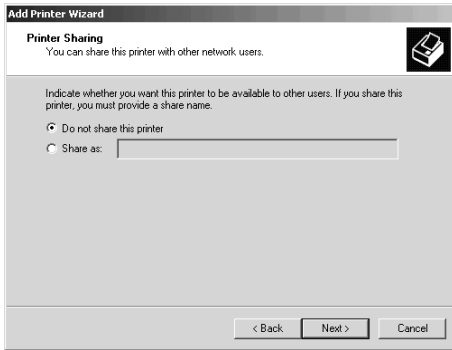 Add Printer Wizard
Printer Sharing
You can share this printer with other network users.
Indicate whether you want this printer to be available to other users. If you share this
printer, you must provide a share name.
Do not share this printer
Share as:
< Back Next > Cancel